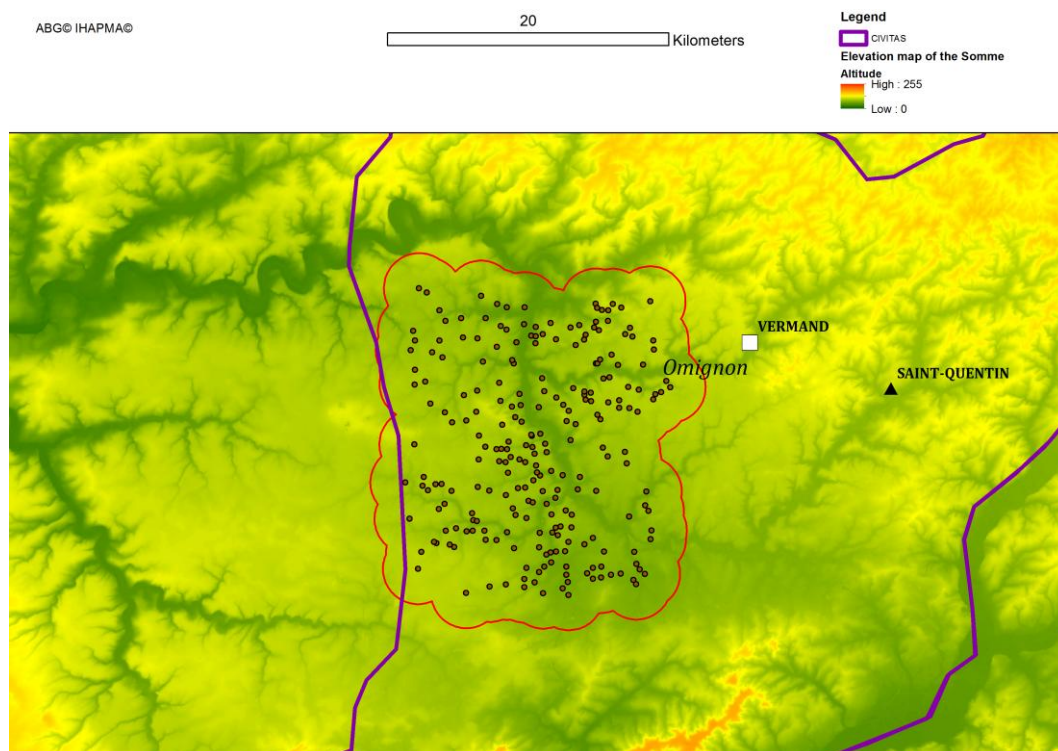 ABG© IHAPMA©
20
Kilometers
Legend
CIVITAS
Elevation map of the Somme
Altitude
High : 255
Low : 0
VERMAND
Omignon
SAINT-QUENTIN